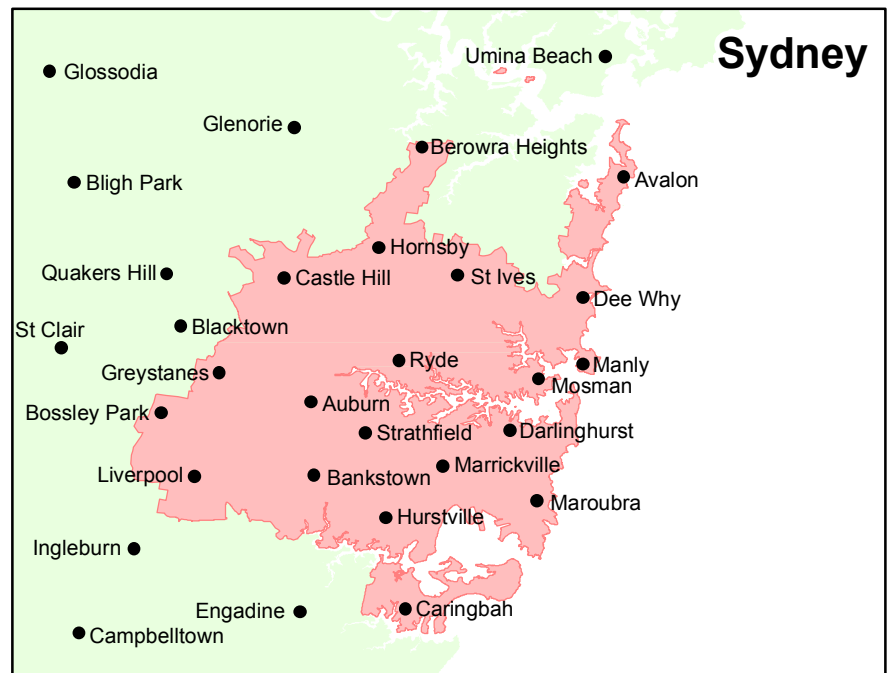 Sydney
Umina Beach
Glossodia
Glenorie
Berowra Heights
Bligh Park
Avalon
Hornsby
Quakers Hill
Castle Hill
St Ives
Dee Why
St Clair
Blacktown
Ryde
Manly
Greystanes
Mosman
Bossley Park
Auburn
Strathfield
Darlinghurst
Liverpool
Bankstown
Marrickville
Maroubra
Hurstville
Ingleburn
Engadine
Caringbah
Campbelltown